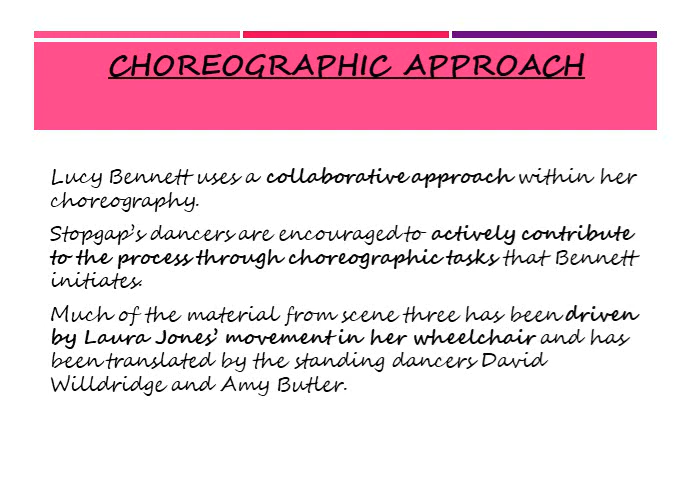 CHOREOGRAPHIC APPROACH
Lucy Bennett uses a collaborative approach within her
choreography.
Stopgap's dancers are encouraged to actively contribute
to the process through choreographic tasks that Bennett
initiates.
Much of the material from scene three has been driven
by Laura Jones' movement in her wheelchair and has
been translated by the standing dancers David
Willdridge and Amy Butler.